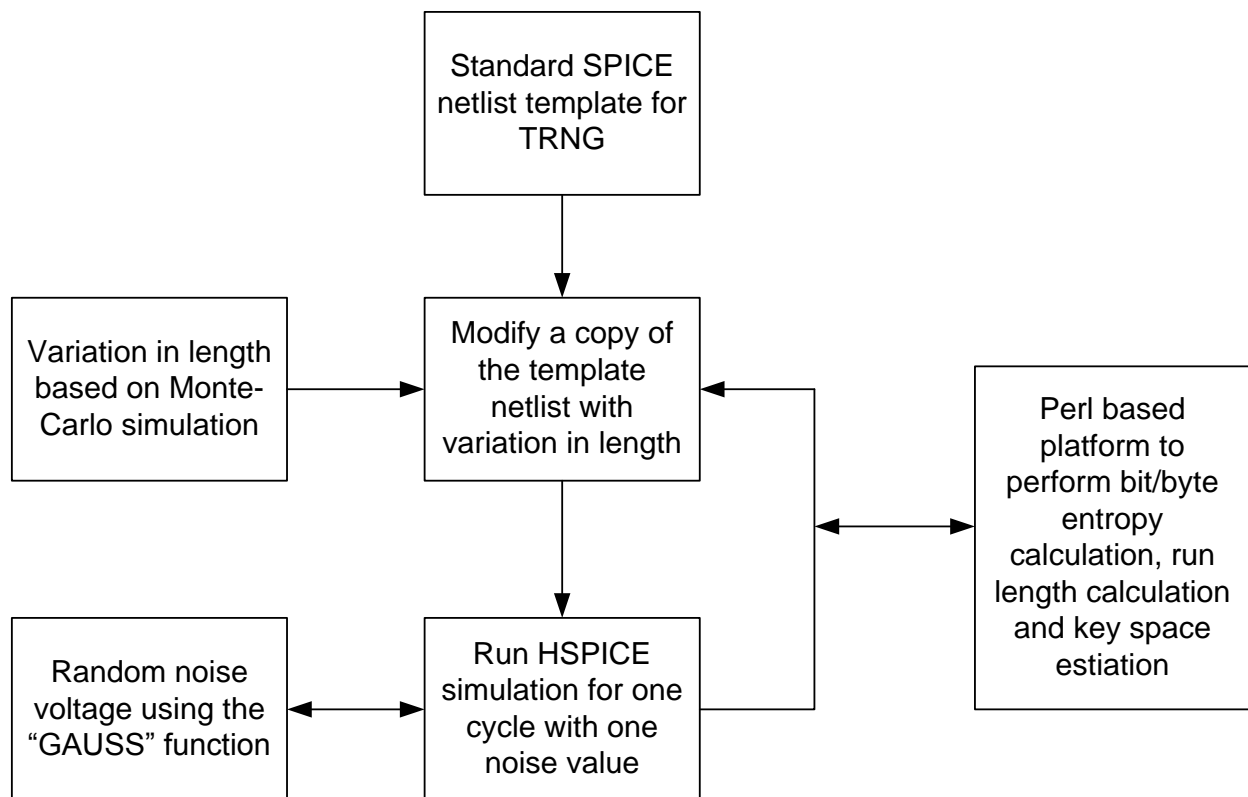 Standard SPICE
netlist template for
TRNG
Variation in length
based on Monte-
Carlo simulation
Modify a copy of
the template
netlist with
variation in length
Perl based
platform to
perform bit/byte
entropy
calculation, run
length calculation
and key space
estiation
Random noise
voltage using the
“GAUSS” function
Run HSPICE
simulation for one
cycle with one
noise value